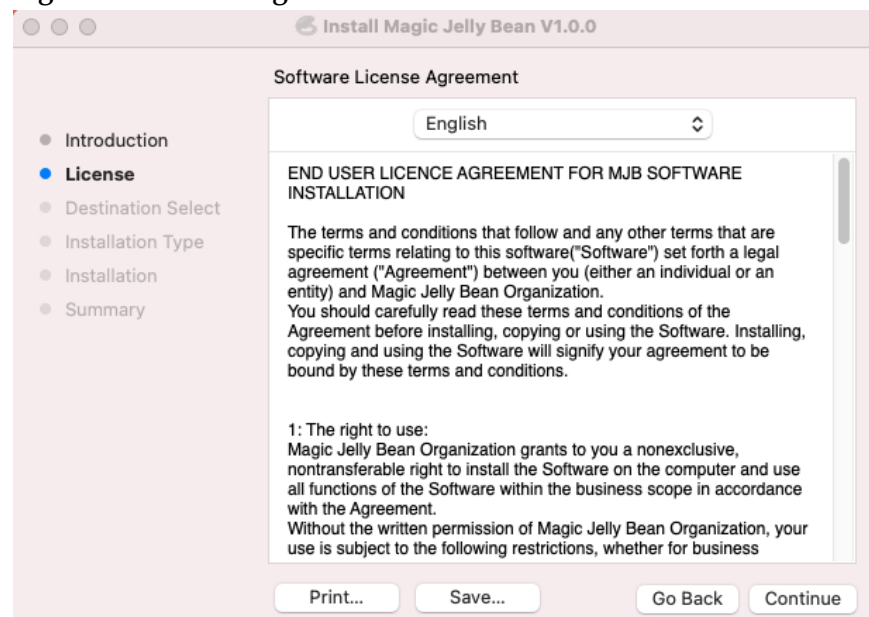 Install Magic Jelly Bean V1.0.0
Software License Agreement
Introduction
License
Destination Select
Installation Type
Installation
Summary
English
END USER LICENCE AGREEMENT FOR MJB SOFTWARE
INSTALLATION
The terms and conditions that follow and any other terms that are
specific terms relating to this software("Software") set forth a legal
agreement ("Agreement") between you (either an individual or an
entity) and Magic Jelly Bean Organization.
You should carefully read these terms and conditions of the
Agreement before installing, copying or using the Software. Installing,
copying and using the Software will signify your agreement to be
bound by these terms and conditions.
1: The right to use:
Magic Jelly Bean Organization grants to you a nonexclusive,
nontransferable right to install the Software on the computer and use
all functions of the Software within the business scope in accordance
with the Agreement.
Without the written permission of Magic Jelly Bean Organization, your
use is subject to the following restrictions, whether for business
Print...
Save...
Go Back
Continue